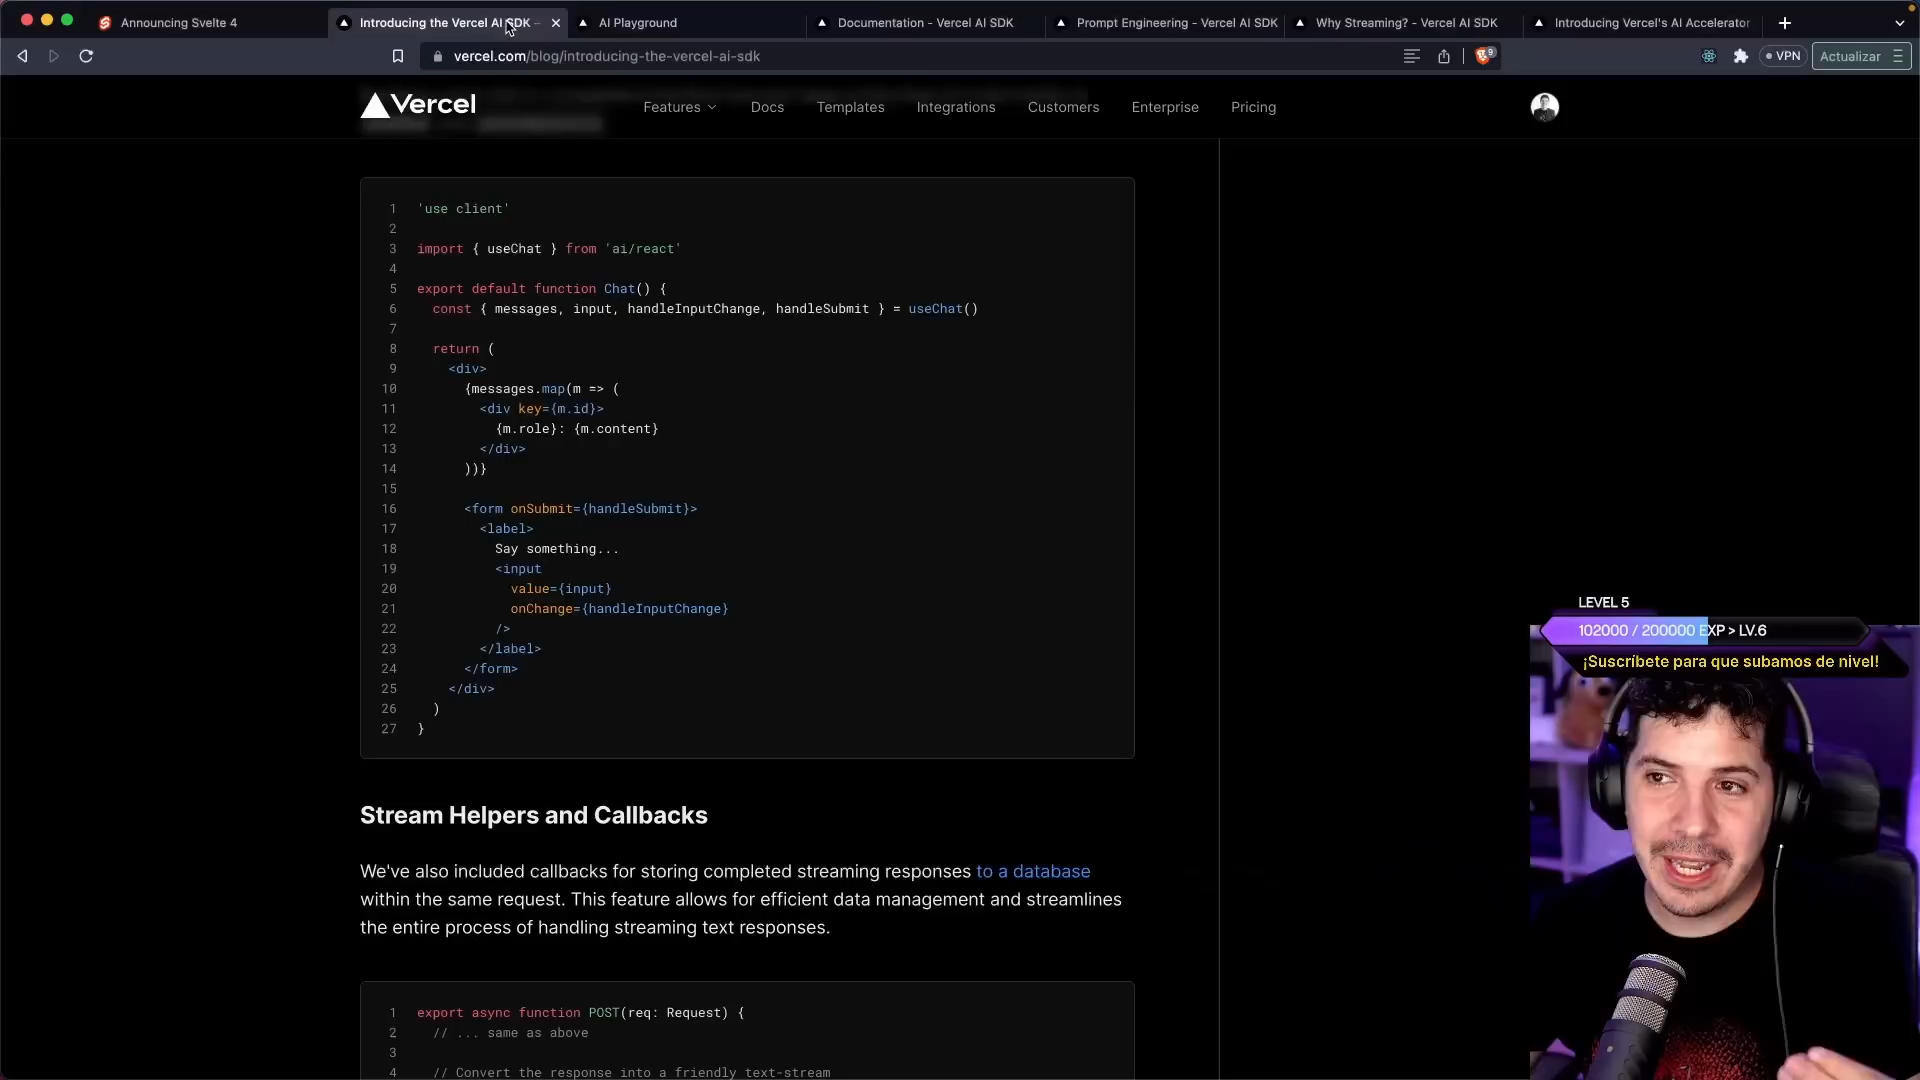 Announcing Svelte 4
Introducing the Vercel AI SDK –
AI Playground
Documentation - Vercel AI SDK
Prompt Engineering - Vercel AI SDK
Why Streaming? - Vercel AI SDK
Introducing Vercel's AI Accelerator
vercel.com/blog/introducing-the-vercel-ai-sdk
9
VPN
Actualizar
Vercel
Features
Docs
Templates
Integrations
Customers
Enterprise
Pricing
1 'use client'
2
3 import { useChat } from 'ai/react'
4
5 export default function Chat() {
6 const { messages, input, handleInputChange, handleSubmit } = useChat()
7
8 return (
9 <div>
10 {messages.map(m => (
11 <div key={m.id}>
12 {m.role}: {m.content}
13 </div>
14 ))}
15
16 <form onSubmit={handleSubmit}>
17 <label>
18 Say something...
19 <input
20 value={input}
21 onChange={handleInputChange}
22 />
23 </label>
24 </form>
25 </div>
26 )
27 }
LEVEL 5
102000 / 200000 EXP > LV.6
¡Suscríbete para que subamos de nivel!
Stream Helpers and Callbacks
We've also included callbacks for storing completed streaming responses to a database
within the same request. This feature allows for efficient data management and streamlines
the entire process of handling streaming text responses.
1 export async function POST(req: Request) {
2 // ... same as above
3
4 // Convert the response into a friendly text-stream